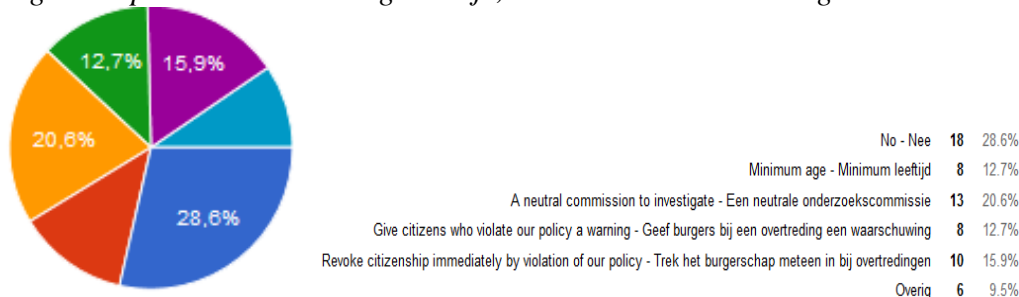 12,7%
15,9%
20,6%
28,6%
No - Nee 18 28.6%
Minimum age - Minimum leeftijd 8 12.7%
A neutral commission to investigate - Een neutrale onderzoekscommissie 13 20.6%
Give citizens who violate our policy a warning - Geef burgers bij een overtreding een waarschuwing 8 12.7%
Revoke citizenship immediately by violation of our policy - Trek het burgerschap meteen in bij overtredingen 10 15.9%
Overig 6 9.5%